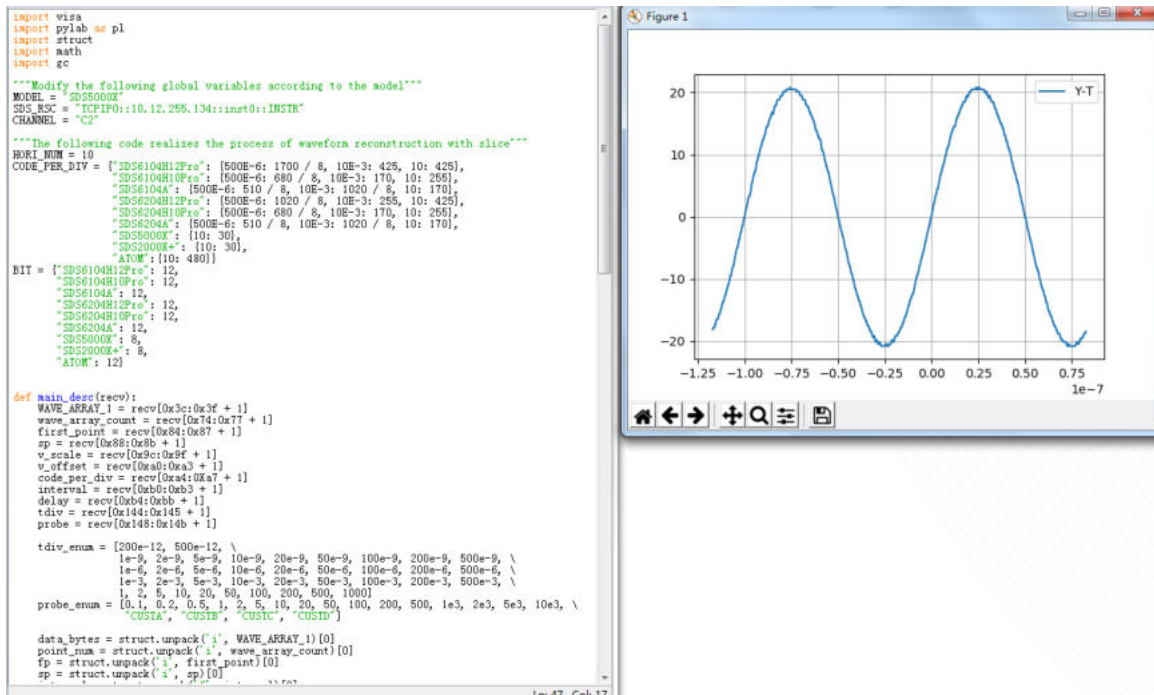 import visa
import pylab as pl
import struct
import math
import gc
"""Modify the following global variables according to the model"""
MODEL = "SDS5000X"
SDS_RSC = "TCPIP0::10.12.255.134::inst0::INSTR"
CHANNEL = "C2"
"""The following code realizes the process of waveform reconstruction with slice"""
HORI_NUM = 10
CODE_PER_DIV = {"SDS6104H12Pro": {500E-6: 1700 / 8, 10E-3: 425, 10: 425},
"SDS6104H10Pro": {500E-6: 680 / 8, 10E-3: 170, 10: 255},
"SDS6104A": {500E-6: 510 / 8, 10E-3: 1020 / 8, 10: 170},
"SDS6204H12Pro": {500E-6: 1020 / 8, 10E-3: 255, 10: 425},
"SDS6204H10Pro": {500E-6: 680 / 8, 10E-3: 170, 10: 255},
"SDS6204A": {500E-6: 510 / 8, 10E-3: 1020 / 8, 10: 170},
"SDS5000X": {10: 30},
"SDS2000X+": {10: 30},
"ATOM":{10: 480}}
BIT = {"SDS6104H12Pro": 12,
"SDS6104H10Pro": 12,
"SDS6104A": 12,
"SDS6204H12Pro": 12,
"SDS6204H10Pro": 12,
"SDS6204A": 12,
"SDS5000X": 8,
"SDS2000X+": 8,
"ATOM": 12}
def main_desc(recv):
WAVE_ARRAY_1 = recv[0x3c:0x3f + 1]
wave_array_count = recv[0x74:0x77 + 1]
first_point = recv[0x84:0x87 + 1]
sp = recv[0x88:0x8b + 1]
v_scale = recv[0x9c:0x9f + 1]
v_offset = recv[0xa0:0xa3 + 1]
code_per_div = recv[0xa4:0Xa7 + 1]
interval = recv[0xb0:0xb3 + 1]
delay = recv[0xb4:0xbb + 1]
tdiv = recv[0x144:0x145 + 1]
probe = recv[0x148:0x14b + 1]
tdiv_enum = [200e-12, 500e-12, \
1e-9, 2e-9, 5e-9, 10e-9, 20e-9, 50e-9, 100e-9, 200e-9, 500e-9, \
1e-6, 2e-6, 5e-6, 10e-6, 20e-6, 50e-6, 100e-6, 200e-6, 500e-6, \
1e-3, 2e-3, 5e-3, 10e-3, 20e-3, 50e-3, 100e-3, 200e-3, 500e-3, \
1, 2, 5, 10, 20, 50, 100, 200, 500, 1000]
probe_enum = [0.1, 0.2, 0.5, 1, 2, 5, 10, 20, 50, 100, 200, 500, 1e3, 2e3, 5e3, 10e3, \
"CUSTA", "CUSTB", "CUSTC", "CUSTD"]
data_bytes = struct.unpack('i', WAVE_ARRAY_1)[0]
point_num = struct.unpack('i', wave_array_count)[0]
fp = struct.unpack('i', first_point)[0]
sp = struct.unpack('i', sp)[0]
Figure 1
Y-T
20
10
0
−10
−20
−1.25 −1.00 −0.75 −0.50 −0.25 0.00 0.25 0.50 0.75
1e-7